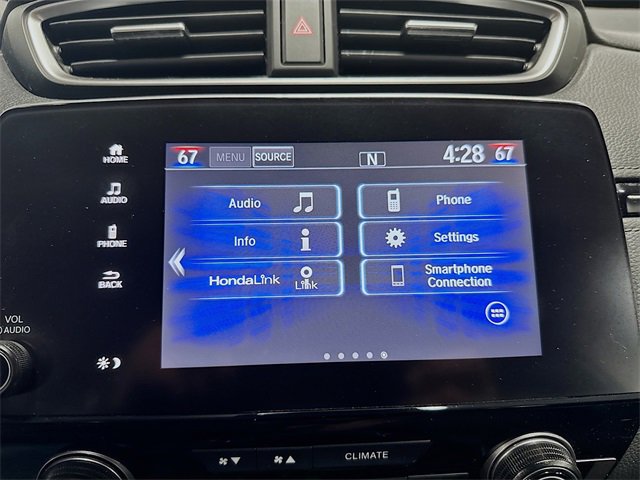 67 MENU SOURCE N 4:28 67
HOME
AUDIO
PHONE
BACK
Audio
Phone
Info
i
Settings
HondaLink
Link
Smartphone
Connection
VOL
AUDIO
CLIMATE